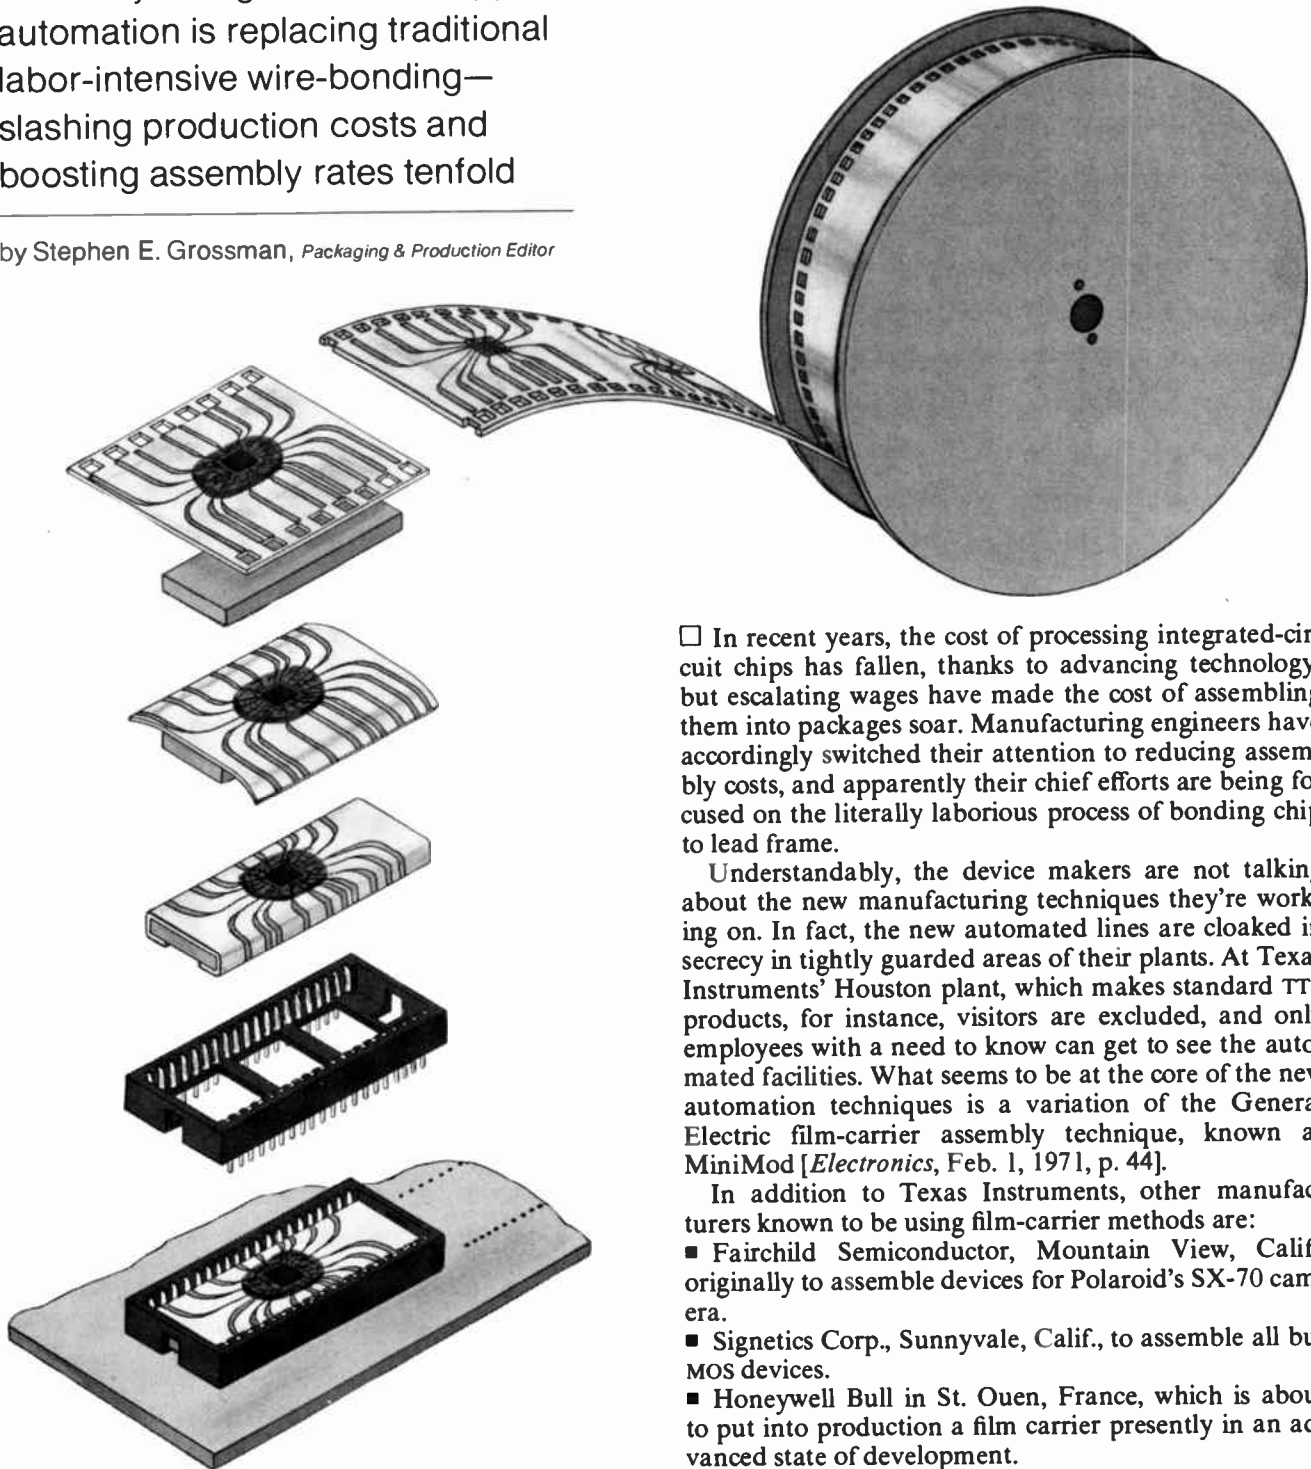 automation is replacing traditional
labor-intensive wire-bonding—
slashing production costs and
boosting assembly rates tenfold
by Stephen E. Grossman, Packaging & Production Editor
□ In recent years, the cost of processing integrated-cir
cuit chips has fallen, thanks to advancing technology
but escalating wages have made the cost of assembling
them into packages soar. Manufacturing engineers have
accordingly switched their attention to reducing assem
bly costs, and apparently their chief efforts are being fo
cused on the literally laborious process of bonding chip
to lead frame.
Understandably, the device makers are not talkin
about the new manufacturing techniques they're work
ing on. In fact, the new automated lines are cloaked i
secrecy in tightly guarded areas of their plants. At Texa
Instruments' Houston plant, which makes standard TT
products, for instance, visitors are excluded, and onl
employees with a need to know can get to see the auto
mated facilities. What seems to be at the core of the new
automation techniques is a variation of the Genera
Electric film-carrier assembly technique, known a
MiniMod [Electronics, Feb. 1, 1971, p. 44].
In addition to Texas Instruments, other manufac
turers known to be using film-carrier methods are:
■ Fairchild Semiconductor, Mountain View, Calif
originally to assemble devices for Polaroid's SX-70 cam
era.
■ Signetics Corp., Sunnyvale, Calif., to assemble all bu
MOS devices.
■ Honeywell Bull in St. Ouen, France, which is abou
to put into production a film carrier presently in an ad
vanced state of development.